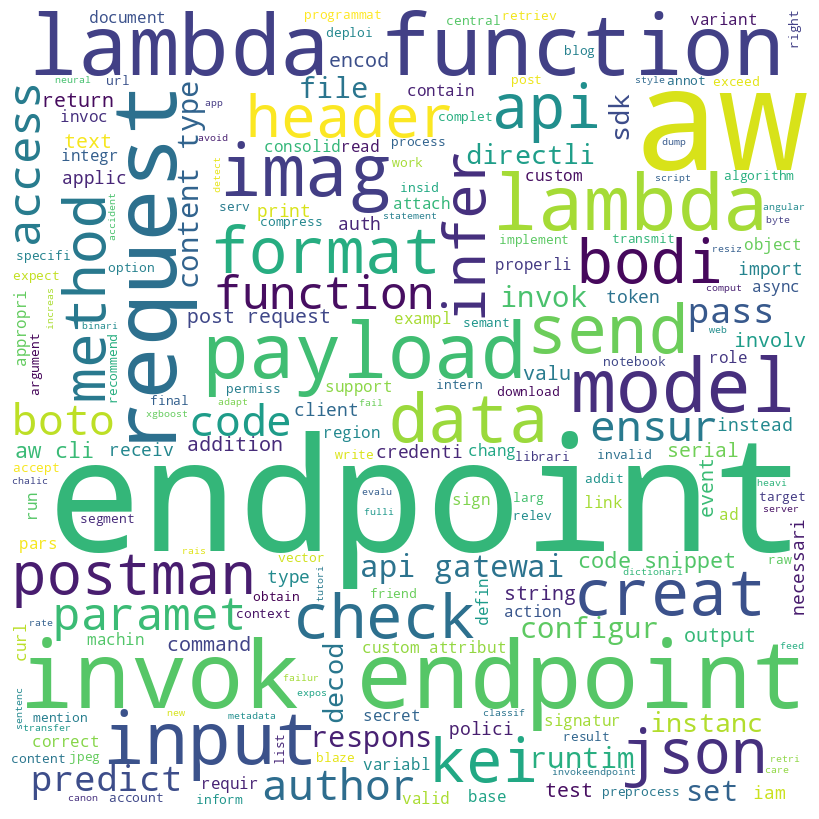 programmat central retriev variant right
document deploi blog
lambda function
encod
neural url app post style annot exceed
return file contain api sdk aw
invoc avoid header complet process dump
text access request content type consolid read directli script
integr imag work infer custom lambda algorithm
applic detect print attach insid angular
accident serv auth compress statement implement transmit byte
specifi method format properli bodi resiz object
expect option function invok token comput import
appropri increas post request exampl semant send async web
argument recommend binari payload notebook pass involv
final permiss support intern valu model role
xgboost adapt fail download
boto code client data ensur instead
aw cli receiv addition region write credenti chang librari invalid serial
accept chalic run endpoint evalu addit event heavi
segment sign larg link target
fulli relev ad server
pars rais vector code snippet raw
postman type api gatewai dictionari necessari
obtain tutori friend string creat
paramet context check defin action
curl rate machin configur output
command custom attribut feed
invok endpoint
failur expos
sentenc mention new metadata decod secret classif signatur instanc
transfer input respons polici result json retri
correct list variabl runtim
content jpeg blaze kei invokeendpoint care
predict requir author test preprocess set iam
canon account inform valid base